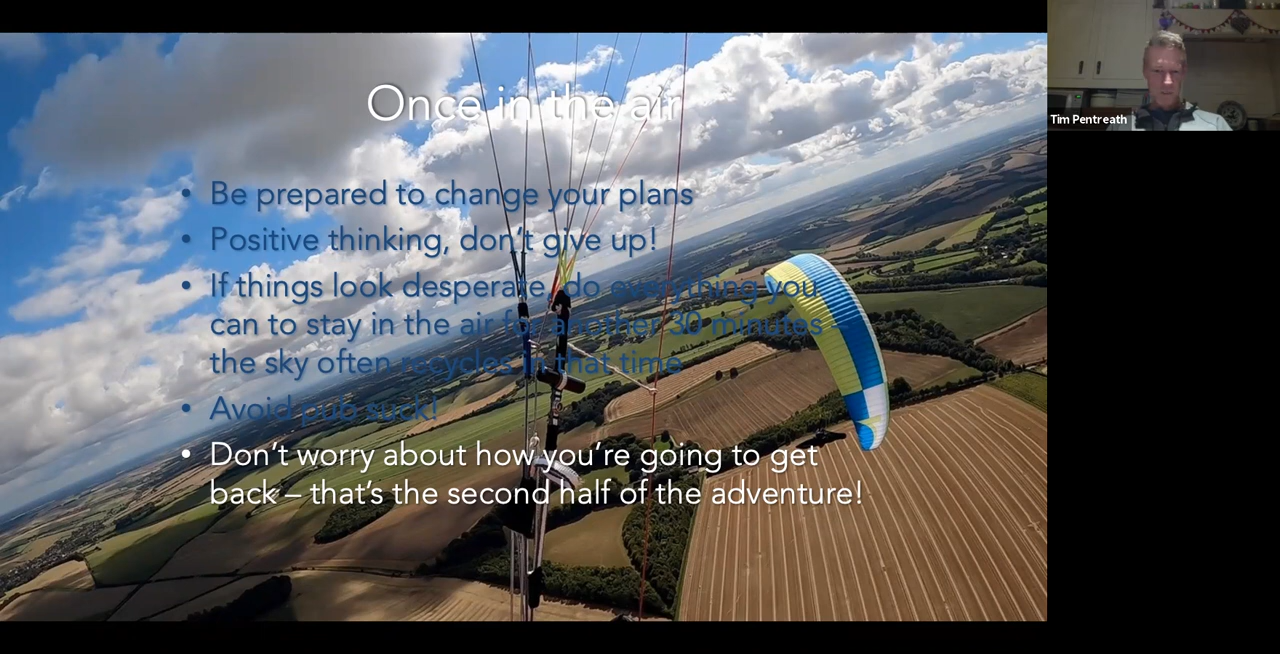 Once in the air
• Be prepared to change your plans
• Positive thinking, don't give up!
• If things look desperate, do everything you
can to stay in the air for another 30 minutes –
the sky often recycles in that time
• Avoid pub suck!
• Don't worry about how you're going to get
back – that's the second half of the adventure!
Tim Pentreath